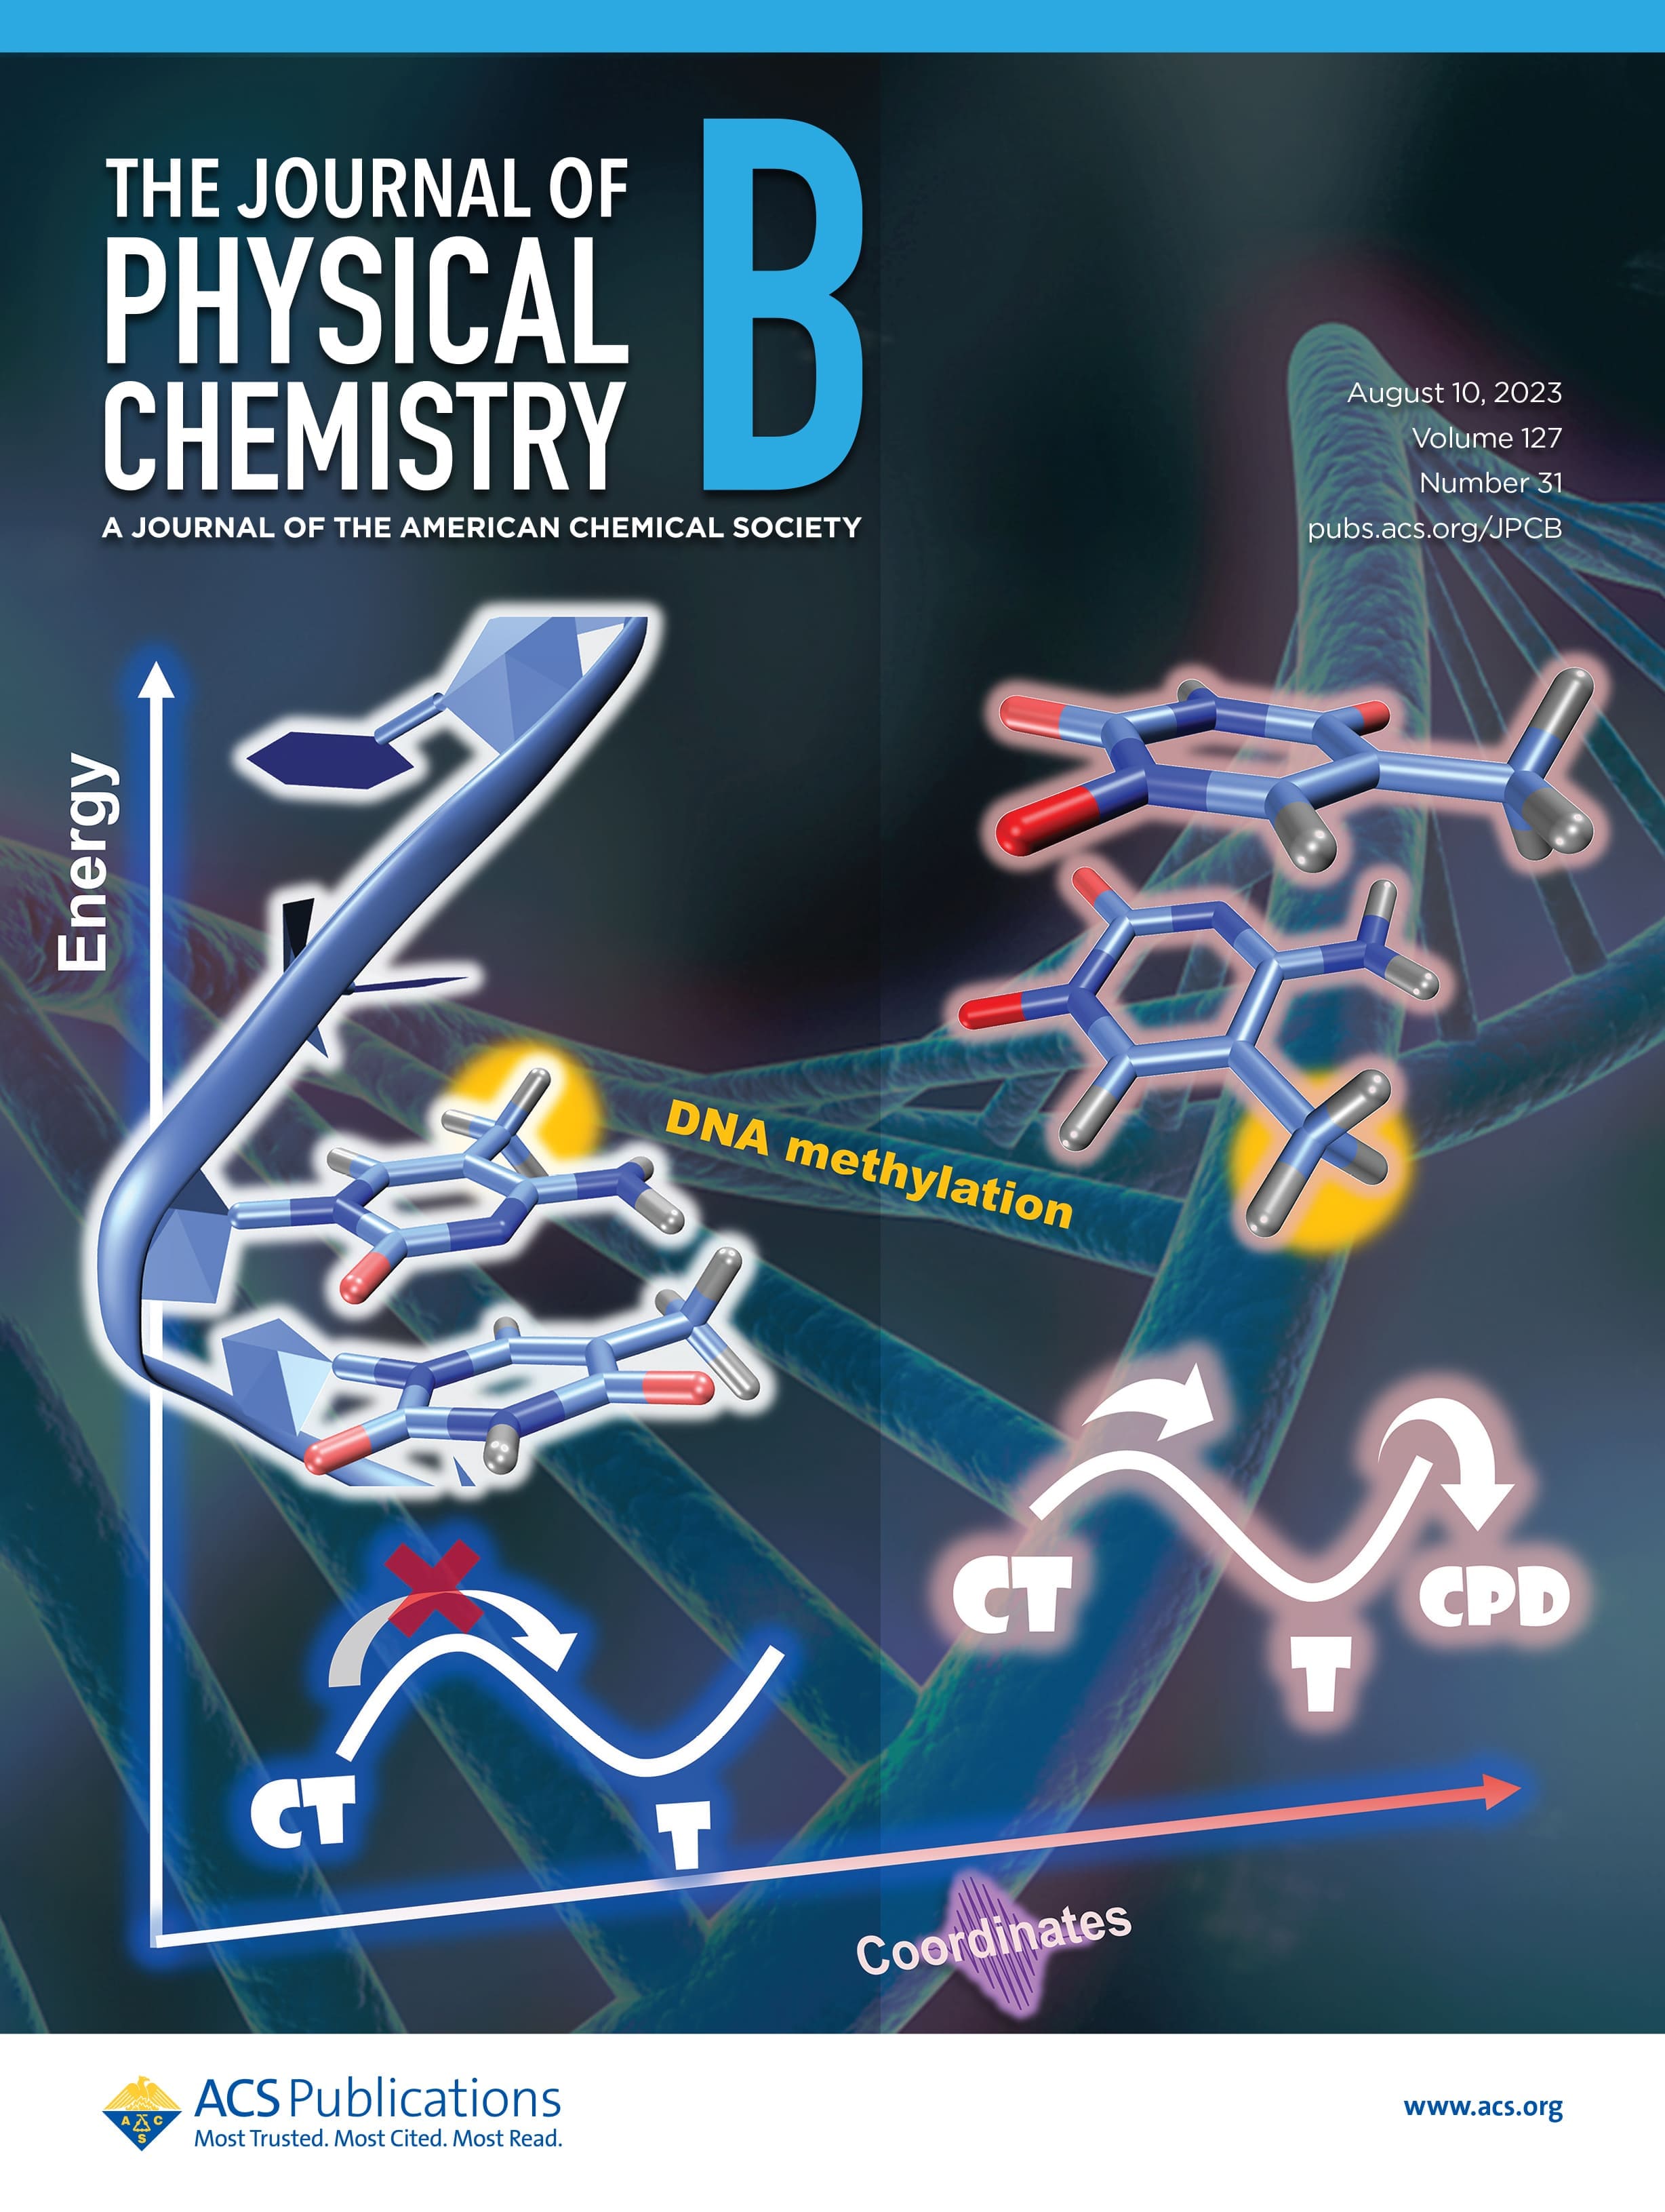 THE JOURNAL OF
PHYSICAL
CHEMISTRY
B
A JOURNAL OF THE AMERICAN CHEMICAL SOCIETY
August 10, 2023
Volume 127
Number 31
pubs.acs.org/JPCB
Energy
DNA methylation
CT
T
CPD
CT
T
Coordinates
A C
S
ACS Publications
Most Trusted. Most Cited. Most Read.
www.acs.org